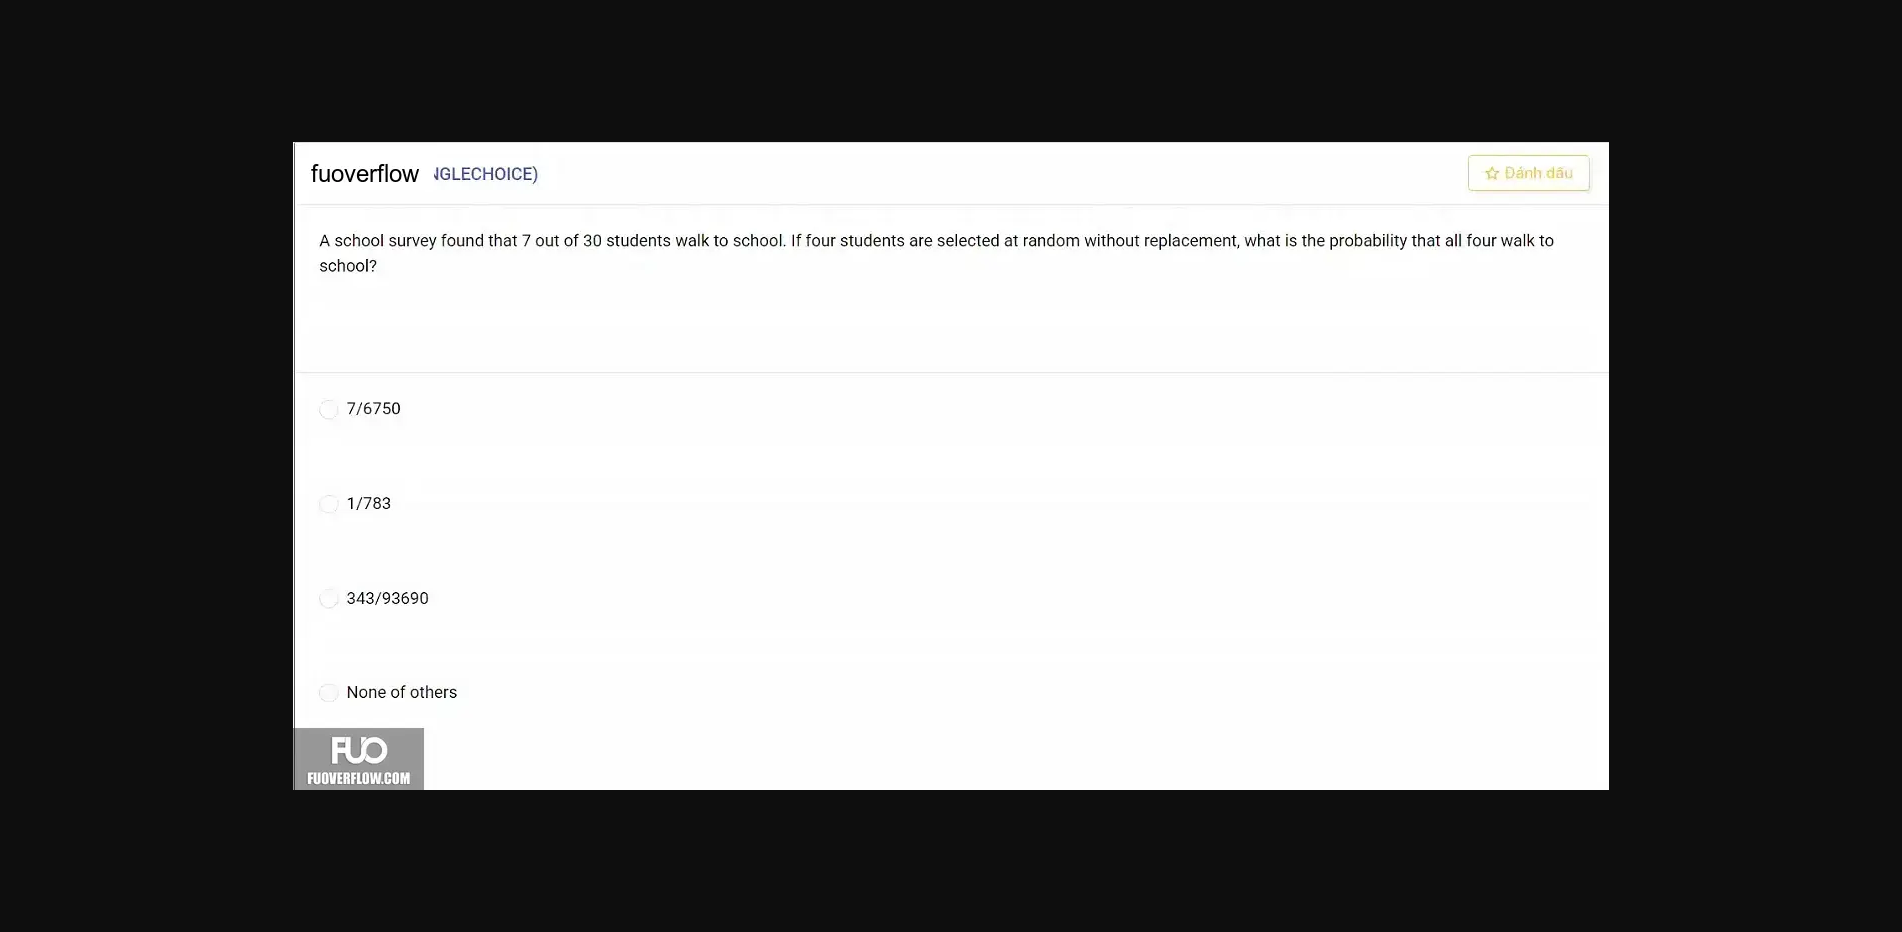 fuoverflow NGLECHOICE)
☆ Đánh dấu
A school survey found that 7 out of 30 students walk to school. If four students are selected at random without replacement, what is the probability that all four walk to
school?
7/6750
1/783
343/93690
None of others
FUO
FUOVERFLOW.COM